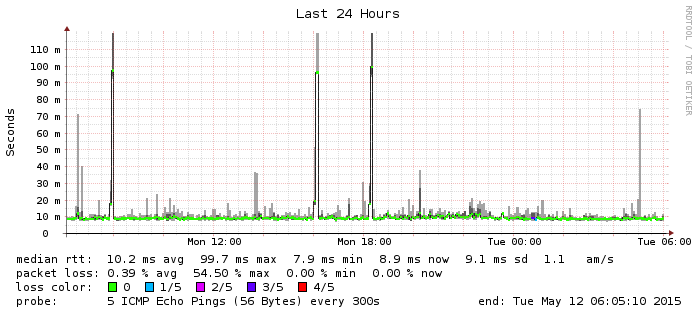 Last 24 Hours
RRDTOOL / TOBI OETIKER
Seconds
110 m
100 m
90 m
80 m
70 m
60 m
50 m
40 m
30 m
20 m
10 m
0
Mon 12:00 Mon 18:00 Tue 00:00 Tue 06:00
median rtt: 10.2 ms avg 99.7 ms max 7.9 ms min 8.9 ms now 9.1 ms sd 1.1 am/s
packet loss: 0.39 % avg 54.50 % max 0.00 % min 0.00 % now
loss color: 0 1/5 2/5 3/5 4/5
probe: 5 ICMP Echo Pings (56 Bytes) every 300s end: Tue May 12 06:05:10 2015